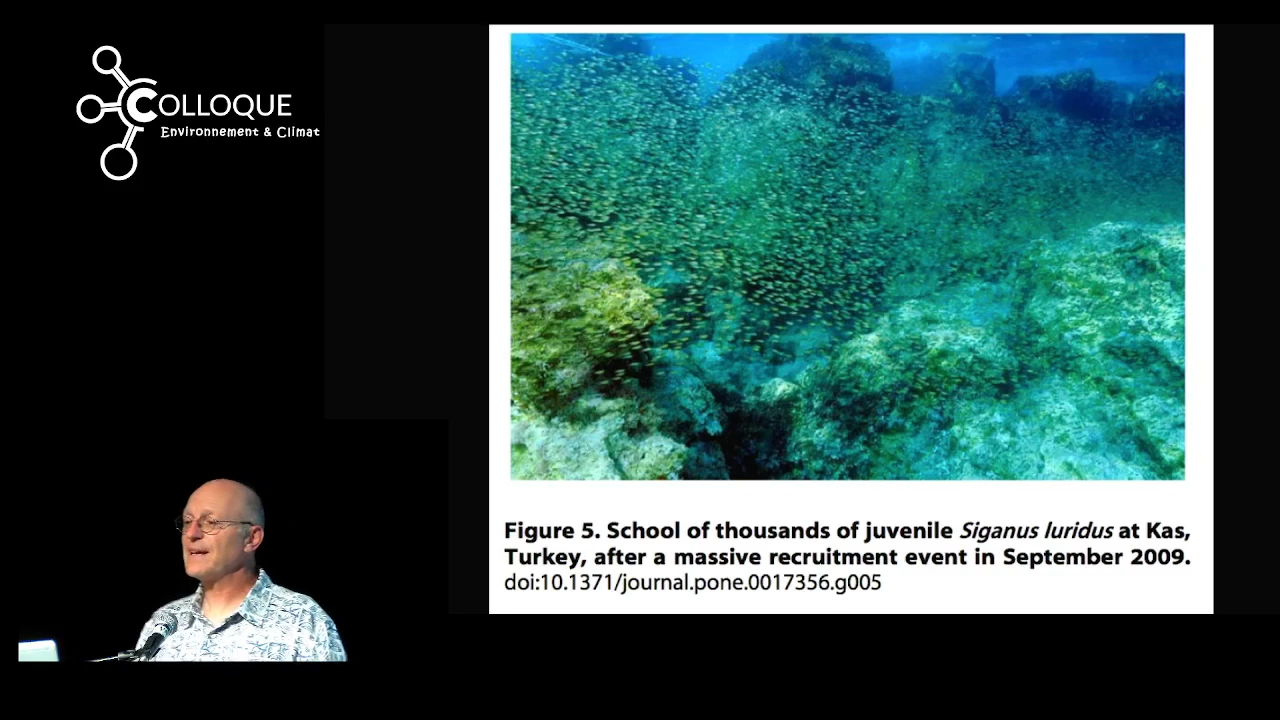 COLLOQUE
Environnement & Climat
Figure 5. School of thousands of juvenile Siganus luridus at Kas,
Turkey, after a massive recruitment event in September 2009.
doi:10.1371/journal.pone.0017356.g005